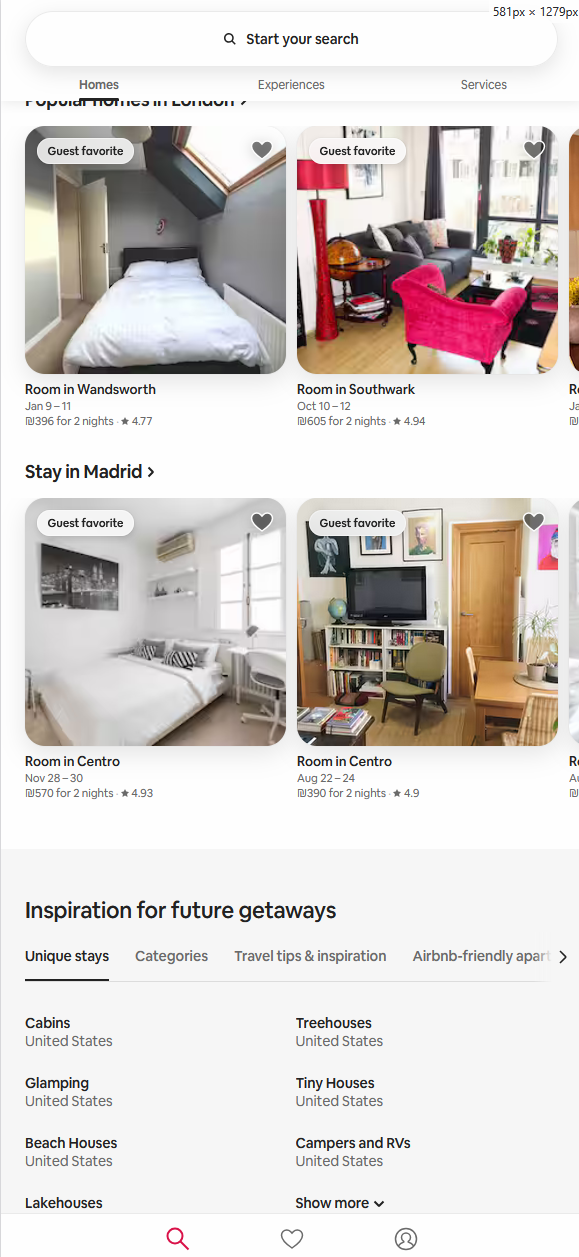 581px × 1279px
Start your search
Homes Experiences Services
Popular homes in London
Guest favorite Guest favorite
Room in Wandsworth Room in Southwark
Jan 9 – 11 Oct 10 – 12
₪396 for 2 nights · ★ 4.77 ₪605 for 2 nights · ★ 4.94
Stay in Madrid
Guest favorite Guest favorite
Room in Centro Room in Centro
Nov 28 – 30 Aug 22 – 24
₪570 for 2 nights · ★ 4.93 ₪390 for 2 nights · ★ 4.9
Inspiration for future getaways
Unique stays Categories Travel tips & inspiration Airbnb-friendly apart
Cabins Treehouses
United States United States
Glamping Tiny Houses
United States United States
Beach Houses Campers and RVs
United States United States
Lakehouses Show more